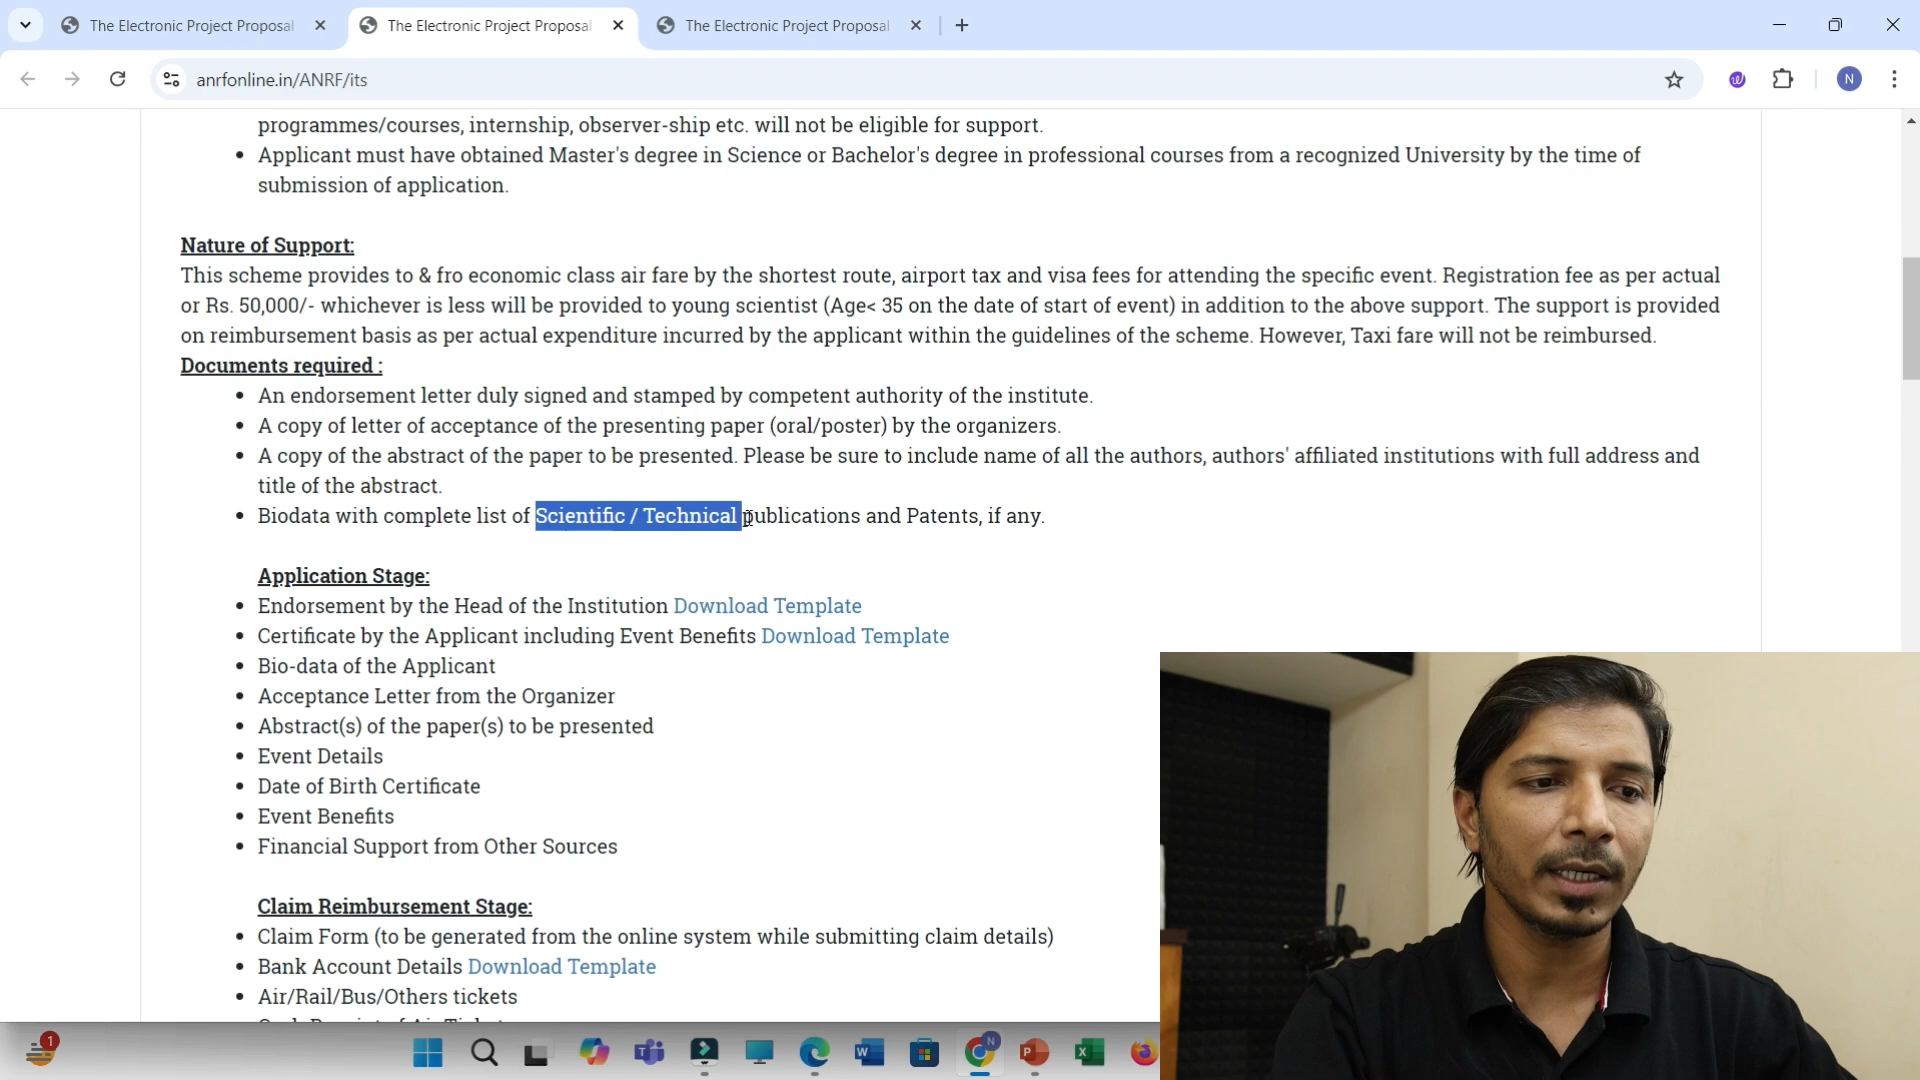 The Electronic Project Proposal
The Electronic Project Proposal
The Electronic Project Proposal
anrfonline.in/ANRF/its
N
programmes/courses, internship, observer-ship etc. will not be eligible for support.
• Applicant must have obtained Master's degree in Science or Bachelor's degree in professional courses from a recognized University by the time of
submission of application.
Nature of Support:
This scheme provides to & fro economic class air fare by the shortest route, airport tax and visa fees for attending the specific event. Registration fee as per actual
or Rs. 50,000/- whichever is less will be provided to young scientist (Age< 35 on the date of start of event) in addition to the above support. The support is provided
on reimbursement basis as per actual expenditure incurred by the applicant within the guidelines of the scheme. However, Taxi fare will not be reimbursed.
Documents required :
• An endorsement letter duly signed and stamped by competent authority of the institute.
• A copy of letter of acceptance of the presenting paper (oral/poster) by the organizers.
• A copy of the abstract of the paper to be presented. Please be sure to include name of all the authors, authors' affiliated institutions with full address and
title of the abstract.
• Biodata with complete list of Scientific / Technical publications and Patents, if any.
Application Stage:
• Endorsement by the Head of the Institution Download Template
• Certificate by the Applicant including Event Benefits Download Template
• Bio-data of the Applicant
• Acceptance Letter from the Organizer
• Abstract(s) of the paper(s) to be presented
• Event Details
• Date of Birth Certificate
• Event Benefits
• Financial Support from Other Sources
Claim Reimbursement Stage:
• Claim Form (to be generated from the online system while submitting claim details)
• Bank Account Details Download Template
• Air/Rail/Bus/Others tickets
1
N